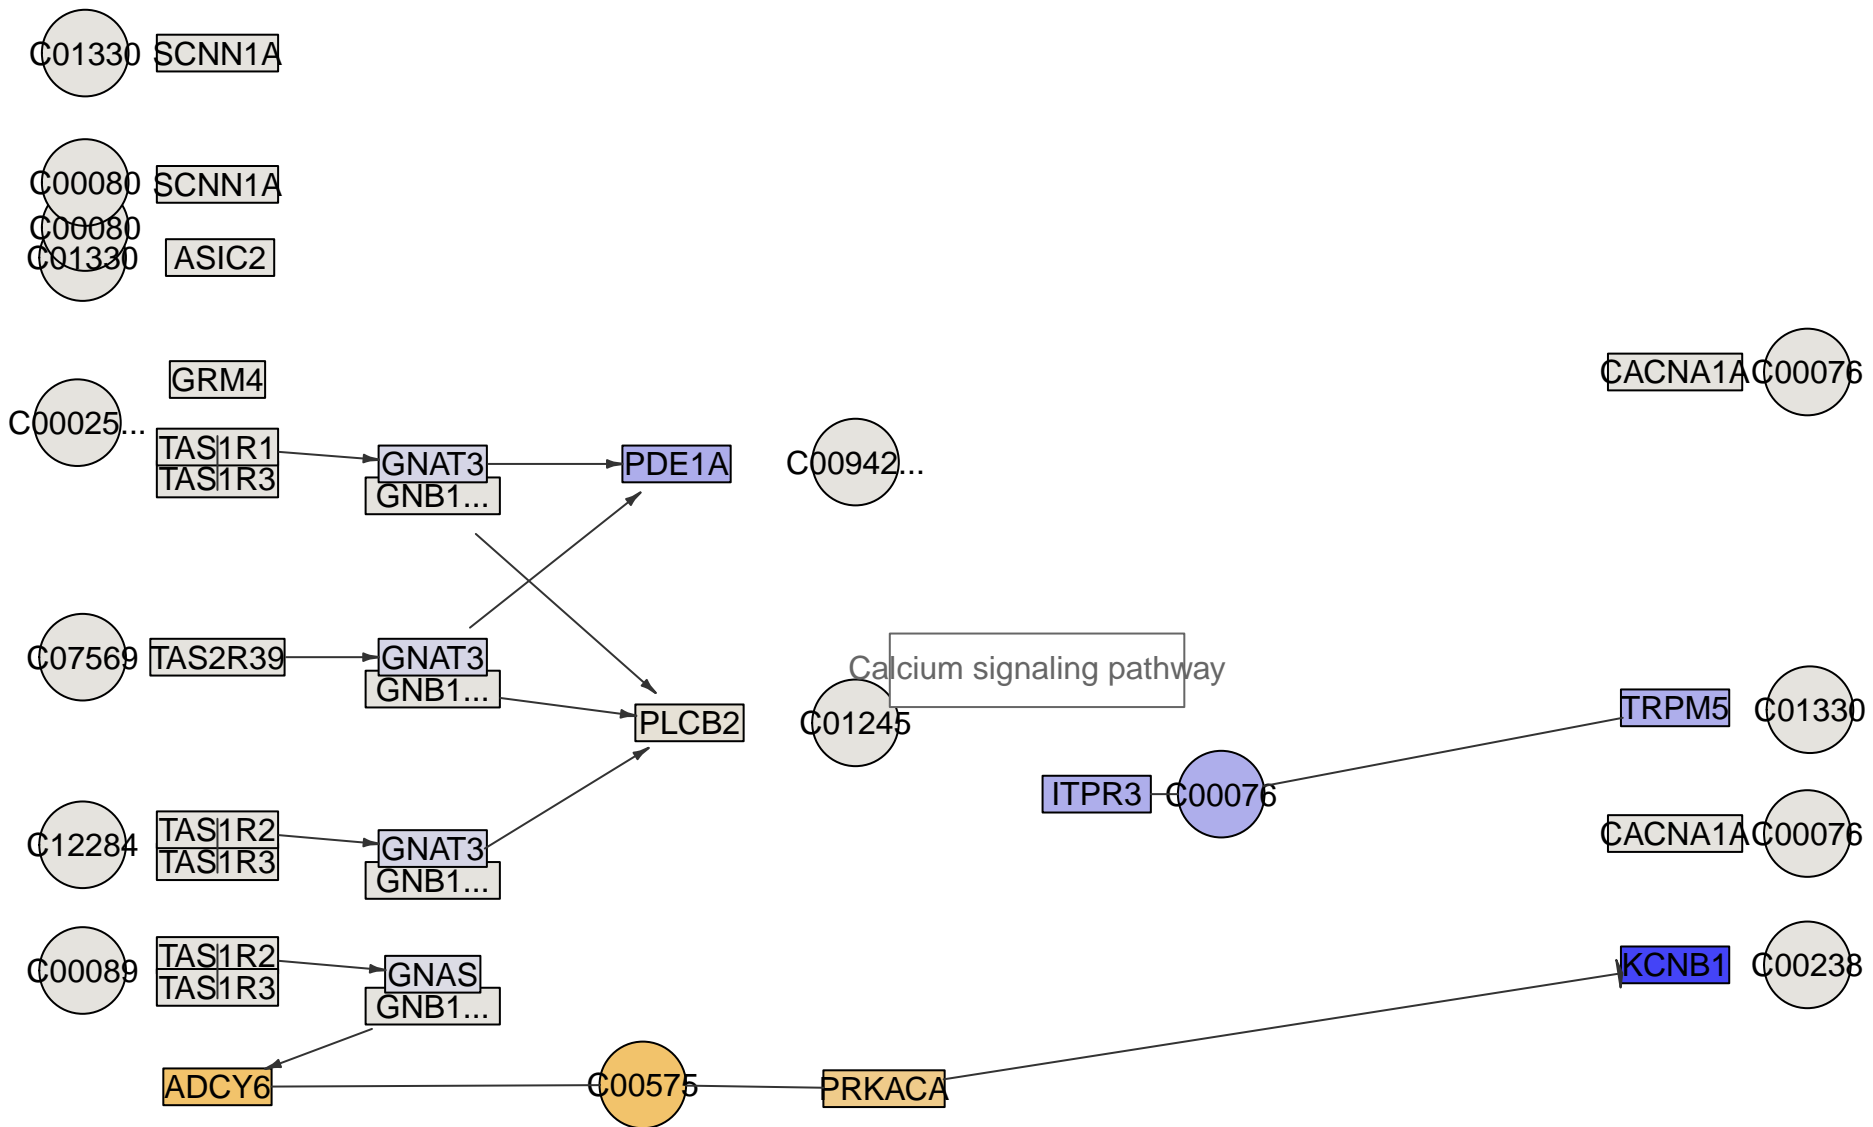 C01330 SCNN1A
C00080 SCNN1A
C00080
C01330 ASIC2
GRM4
CACNA1A C00076
C00025...
TAS1R1
GNAT3 PDE1A C00942...
TAS1R3
GNB1...
C07569 TAS2R39 GNAT3
Calcium signaling pathway
GNB1...
PLCB2 C01245
TRPM5 C01330
ITPR3 C00076
TAS1R2
CACNA1A C00076
C12284 GNAT3
TAS1R3
GNB1...
TAS1R2
KCNB1 C00238
C00089 GNAS
TAS1R3
GNB1...
ADCY6 C00575 PRKACA